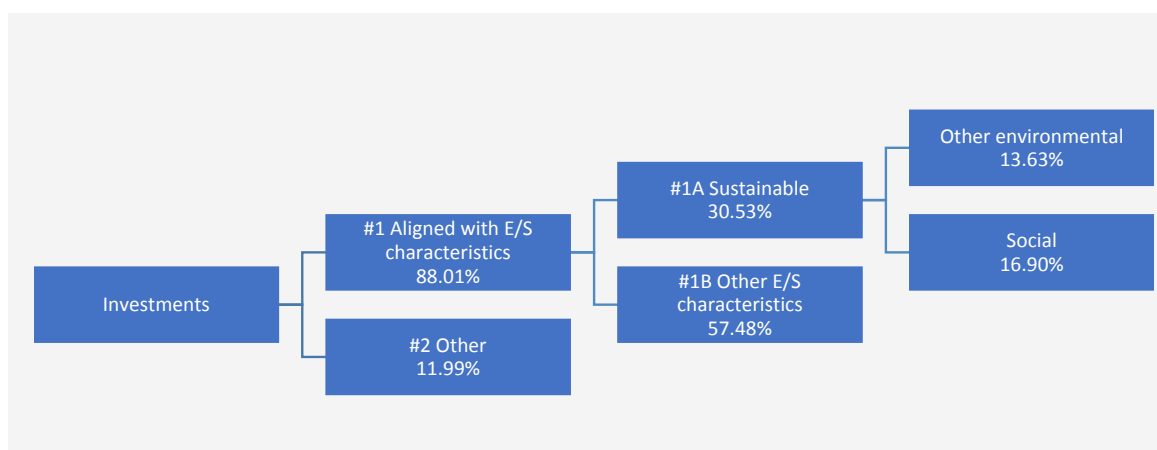 Investments
#1 Aligned with E/S
characteristics
88.01%
#2 Other
11.99%
#1A Sustainable
30.53%
#1B Other E/S
characteristics
57.48%
Other environmental
13.63%
Social
16.90%